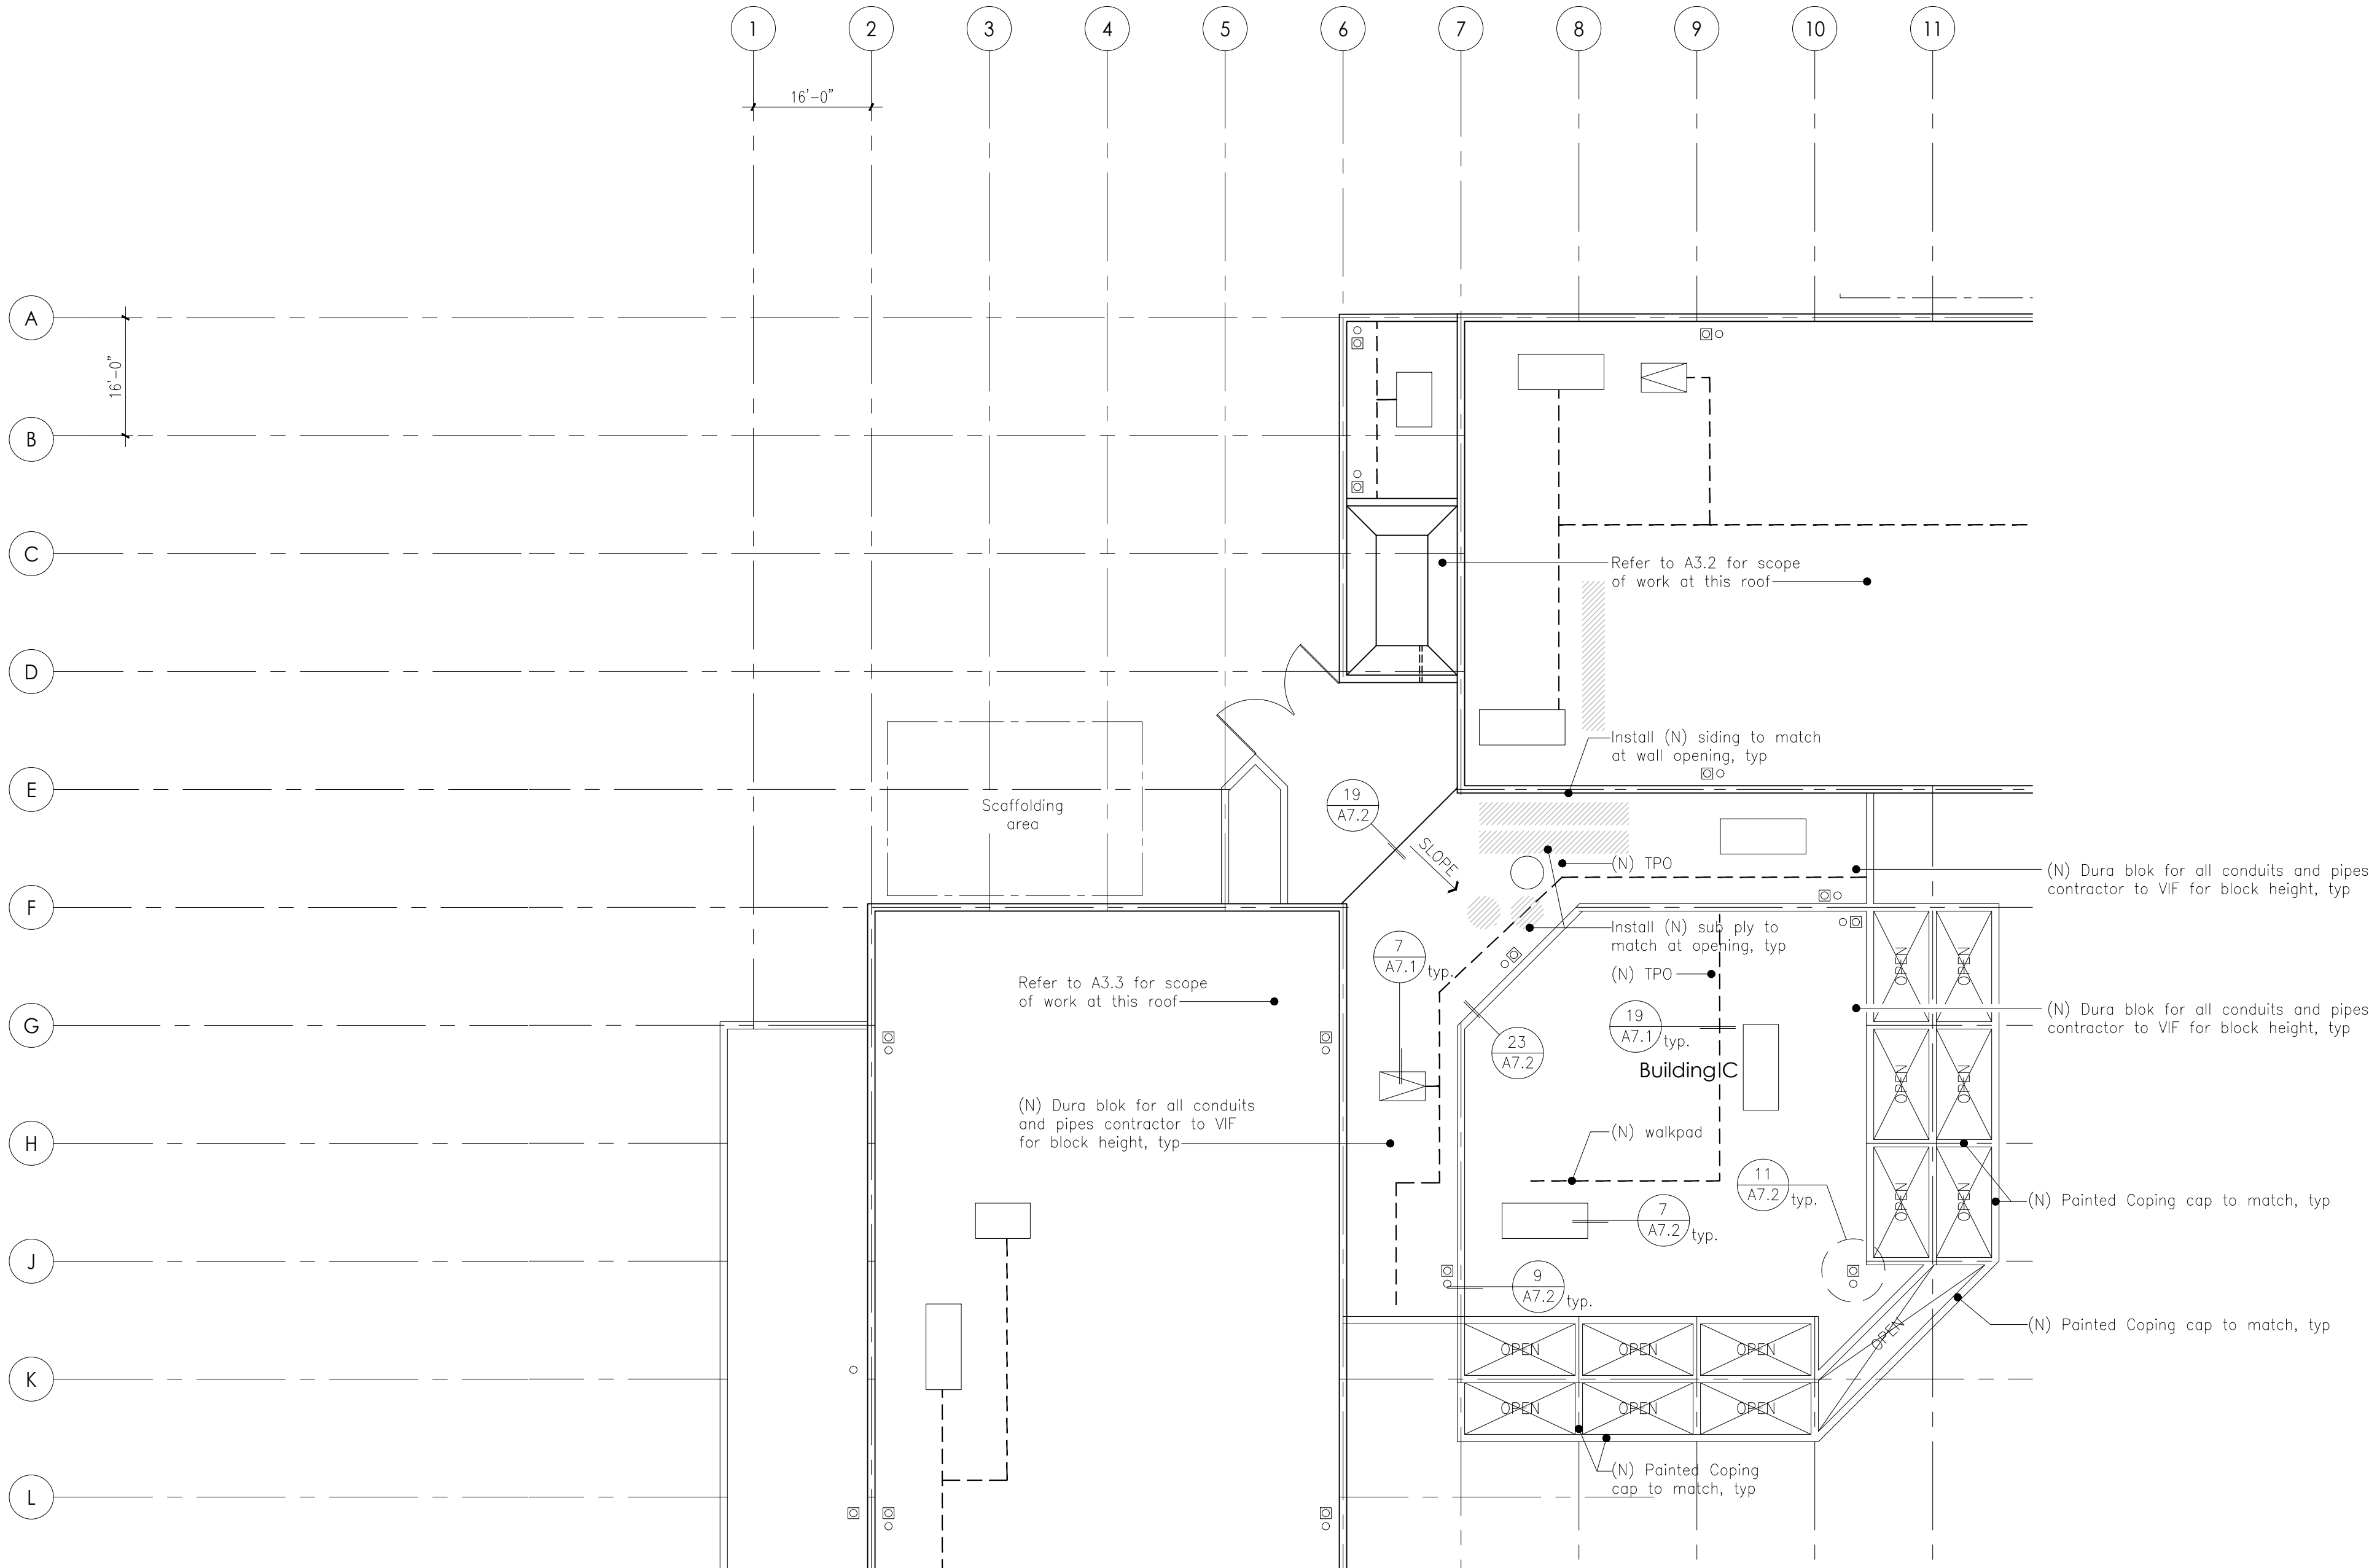 1
2
3
4
5
6
7
8
9
10
11
16'-0"
A
16'-0"
B
C
Refer to A3.2 for scope
of work at this roof
D
Install (N) siding to match
at wall opening, typ
E
Scaffolding
area
19
A7.2
SLOPE
(N) TPO
(N) Dura blok for all conduits and pipes
contractor to VIF for block height, typ
F
Install (N) sub ply to
match at opening, typ
7
A7.1 typ.
(N) TPO
OPEN
OPEN
Refer to A3.3 for scope
of work at this roof
(N) Dura blok for all conduits and pipes
contractor to VIF for block height, typ
G
19
A7.1 typ.
23
A7.2
Building C
OPEN
OPEN
(N) Dura blok for all conduits
and pipes contractor to VIF
for block height, typ
H
(N) walkpad
11
A7.2 typ.
OPEN
OPEN
(N) Painted Coping cap to match, typ
7
A7.2 typ.
J
9
A7.2 typ.
(N) Painted Coping cap to match, typ
OPEN
OPEN
OPEN
OPEN
K
OPEN
OPEN
OPEN
(N) Painted Coping
cap to match, typ
L